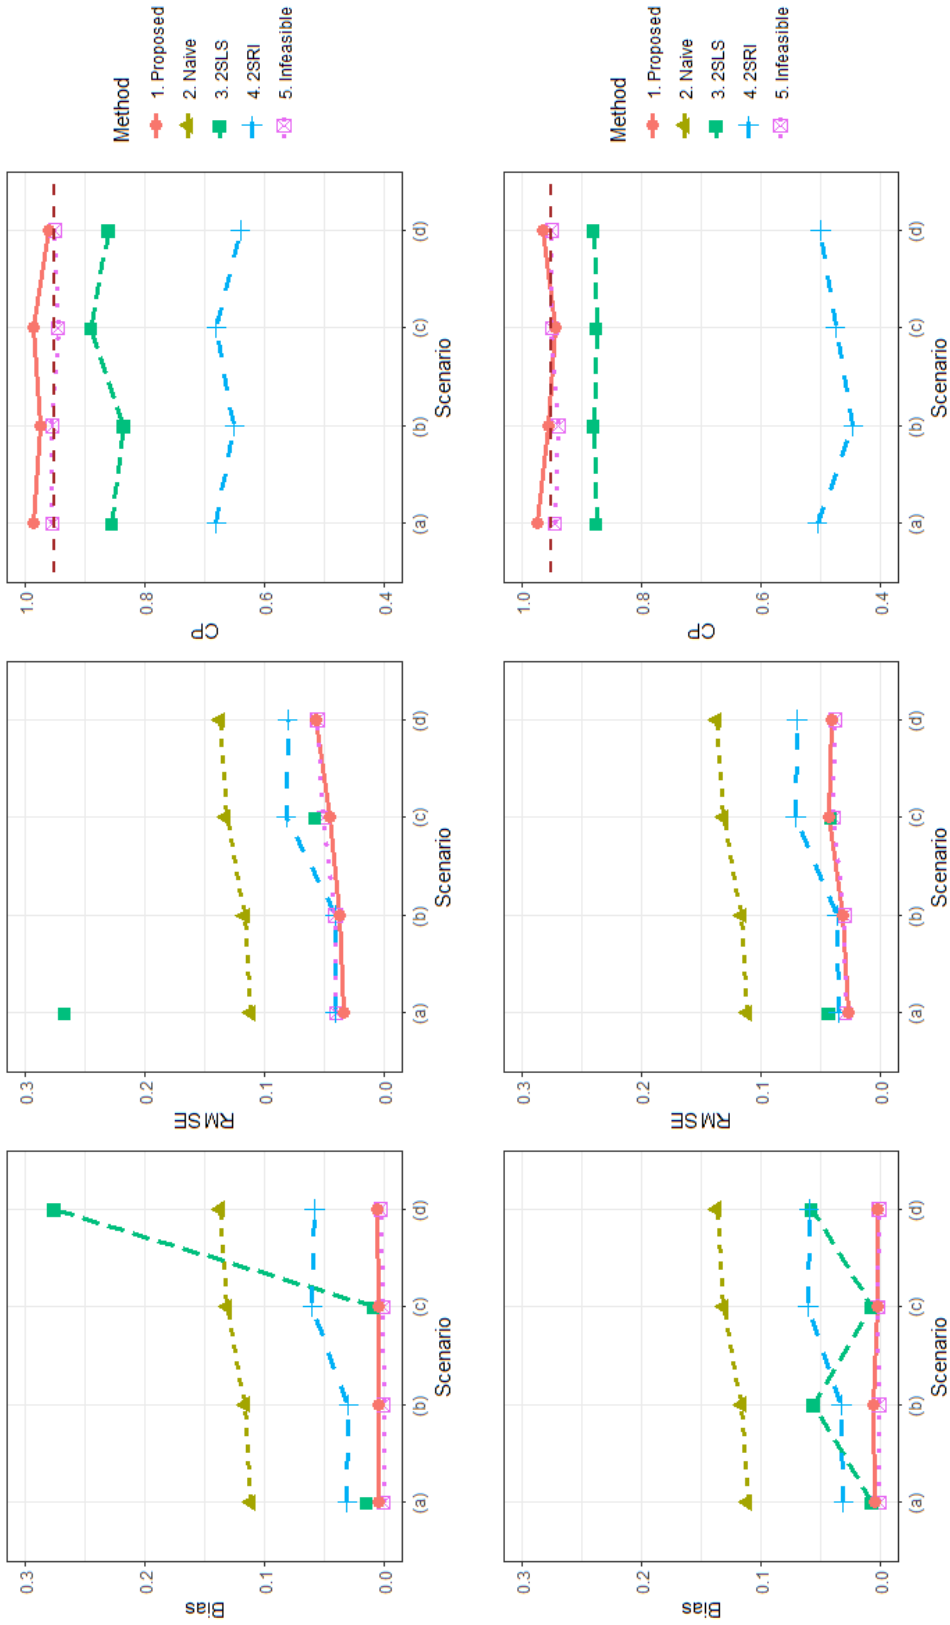 Bias
0.3
0.2
0.1
0.0
(a) (b) (c) (d)
Scenario
RMSE
0.3
0.2
0.1
0.0
(a) (b) (c) (d)
Scenario
CP
1.0
0.8
0.6
0.4
(a) (b) (c) (d)
Scenario
Method
1. Proposed
2. Naive
3. 2SLS
4. 2SRI
5. Infeasible
Bias
0.3
0.2
0.1
0.0
(a) (b) (c) (d)
Scenario
RMSE
0.3
0.2
0.1
0.0
(a) (b) (c) (d)
Scenario
CP
1.0
0.8
0.6
0.4
(a) (b) (c) (d)
Scenario
Method
1. Proposed
2. Naive
3. 2SLS
4. 2SRI
5. Infeasible